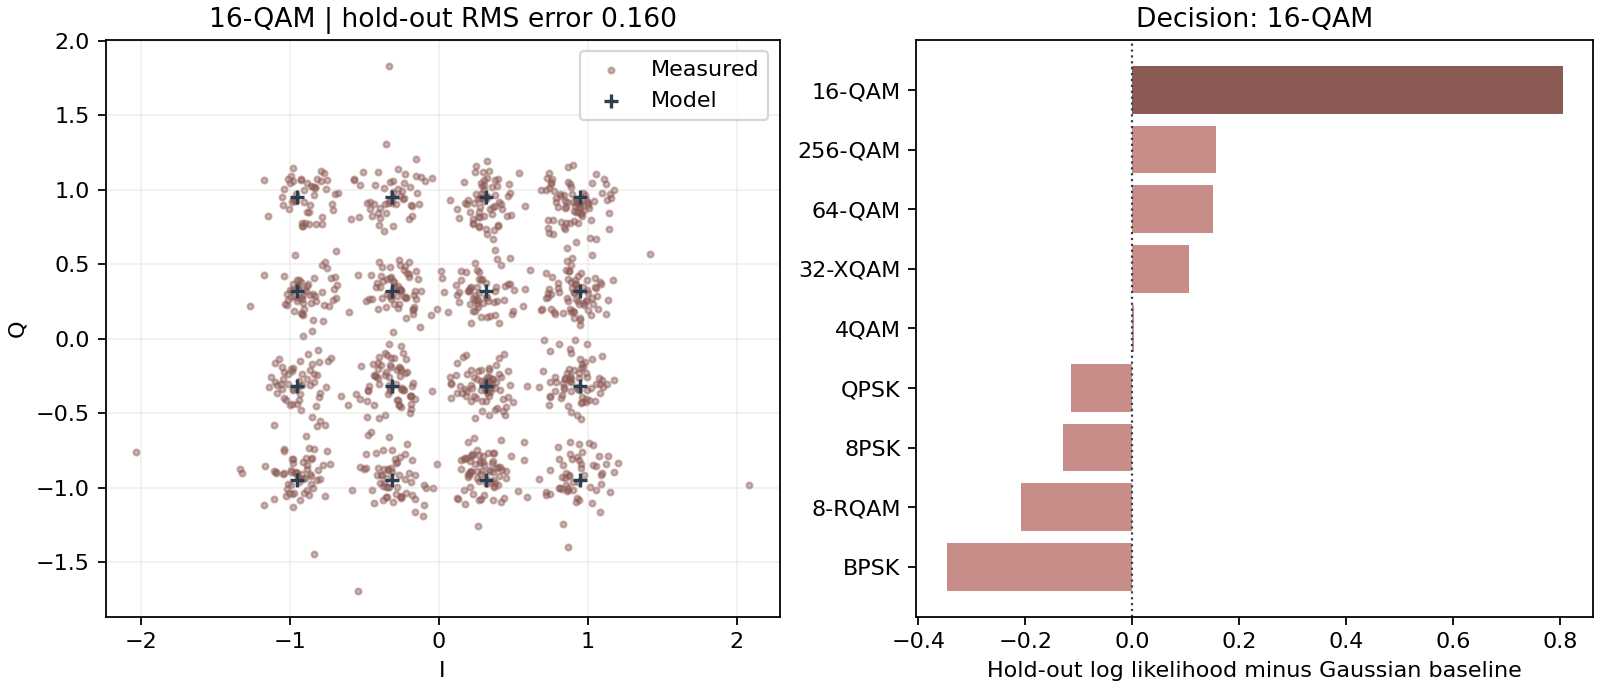 16-QAM | hold-out RMS error 0.160
Measured
Model
2.0
1.5
1.0
0.5
0.0
−0.5
−1.0
−1.5
Q
−2
−1
0
1
2
I
Decision: 16-QAM
16-QAM
256-QAM
64-QAM
32-XQAM
4QAM
QPSK
8PSK
8-RQAM
BPSK
−0.4
−0.2
0.0
0.2
0.4
0.6
0.8
Hold-out log likelihood minus Gaussian baseline